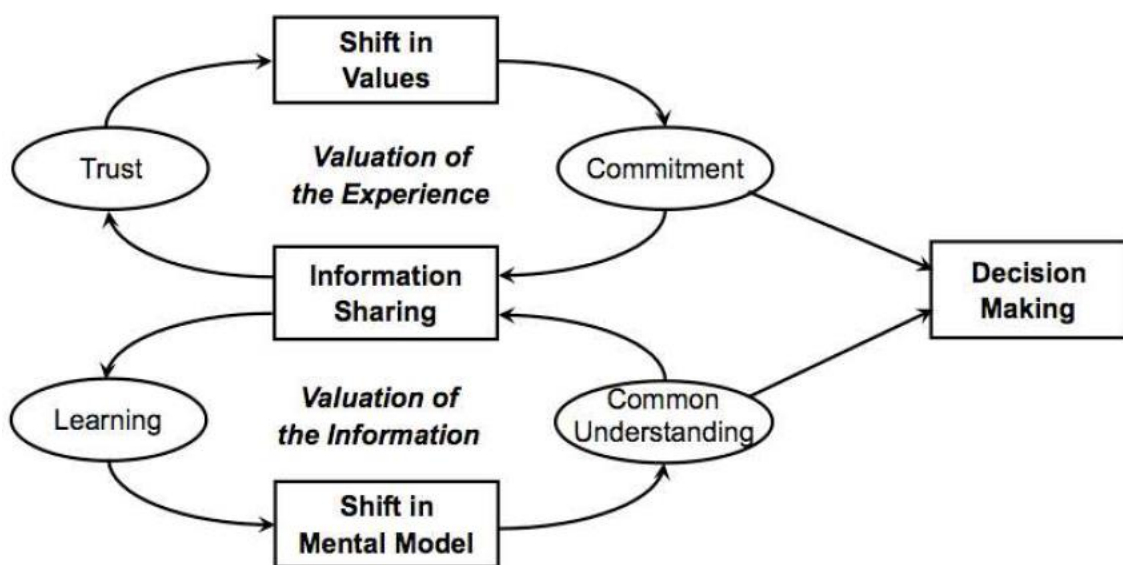 Shift in
Values
Trust
Valuation of
the Experience
Commitment
Information
Sharing
Decision
Making
Learning
Valuation of
the Information
Common
Understanding
Shift in
Mental Model